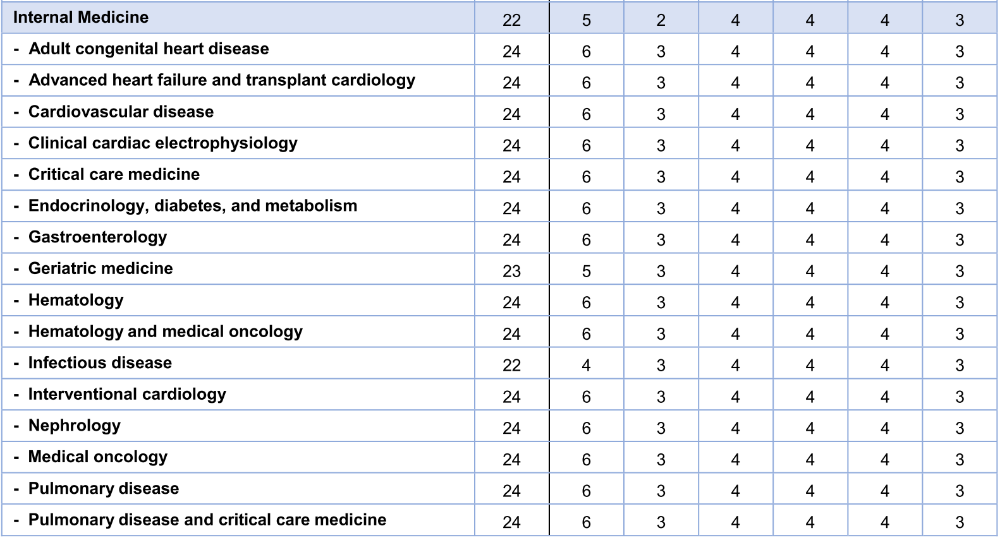 Internal Medicine 22 5 2 4 4 4 3
- Adult congenital heart disease 24 6 3 4 4 4 3
- Advanced heart failure and transplant cardiology 24 6 3 4 4 4 3
- Cardiovascular disease 24 6 3 4 4 4 3
- Clinical cardiac electrophysiology 24 6 3 4 4 4 3
- Critical care medicine 24 6 3 4 4 4 3
- Endocrinology, diabetes, and metabolism 24 6 3 4 4 4 3
- Gastroenterology 24 6 3 4 4 4 3
- Geriatric medicine 23 5 3 4 4 4 3
- Hematology 24 6 3 4 4 4 3
- Hematology and medical oncology 24 6 3 4 4 4 3
- Infectious disease 22 4 3 4 4 4 3
- Interventional cardiology 24 6 3 4 4 4 3
- Nephrology 24 6 3 4 4 4 3
- Medical oncology 24 6 3 4 4 4 3
- Pulmonary disease 24 6 3 4 4 4 3
- Pulmonary disease and critical care medicine 24 6 3 4 4 4 3